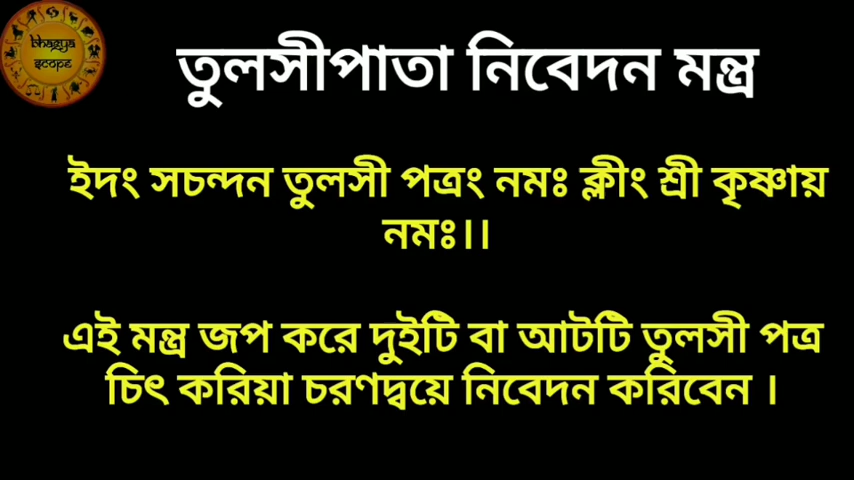 bhagya
scope
তুলসীপাতা নিবেদন মন্ত্র
ইদং সচন্দন তুলসী পত্রং নমঃ ক্লীং শ্রী কৃষ্ণায়
নমঃ।।
এই মন্ত্র জপ করে দুইটি বা আটটি তুলসী পত্র
চিৎ করিয়া চরণদ্বয়ে নিবেদন করিবেন ।